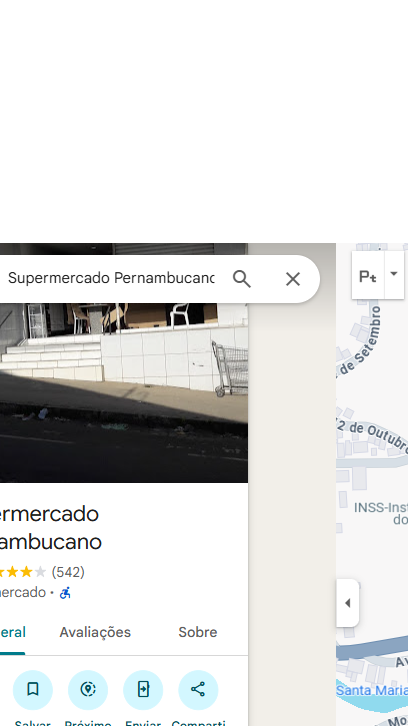 Supermercado Pernambucano
Pt
de Setembro
2 de Outubro
ermercado
ambucano
INSS-Inst
do
(542)
ercado ·
eral
Avaliações
Sobre
Av
Santa Maria
Salvar
Próximo
Enviar
Comparti
Mo